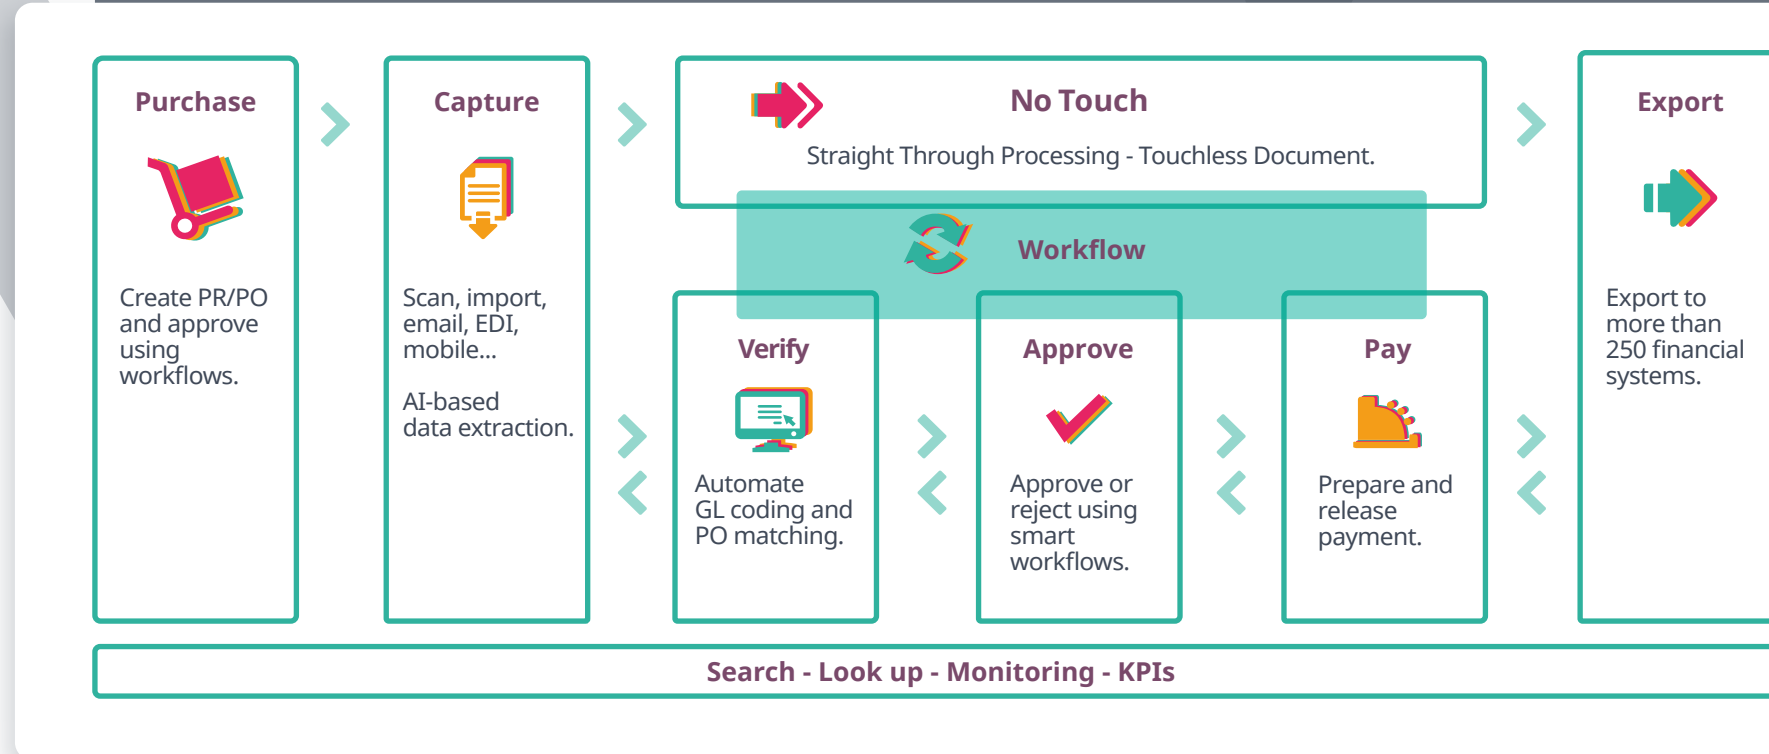 Purchase
Create PR/PO
and approve
using
workflows.
Capture
Scan, import,
email, EDI,
mobile...
AI-based
data extraction.
No Touch
Straight Through Processing - Touchless Document.
Workflow
Verify
Automate
GL coding and
PO matching.
Approve
Approve or
reject using
smart
workflows.
Pay
Prepare and
release
payment.
Export
Export to
more than
250 financial
systems.
Search - Look up - Monitoring - KPIs